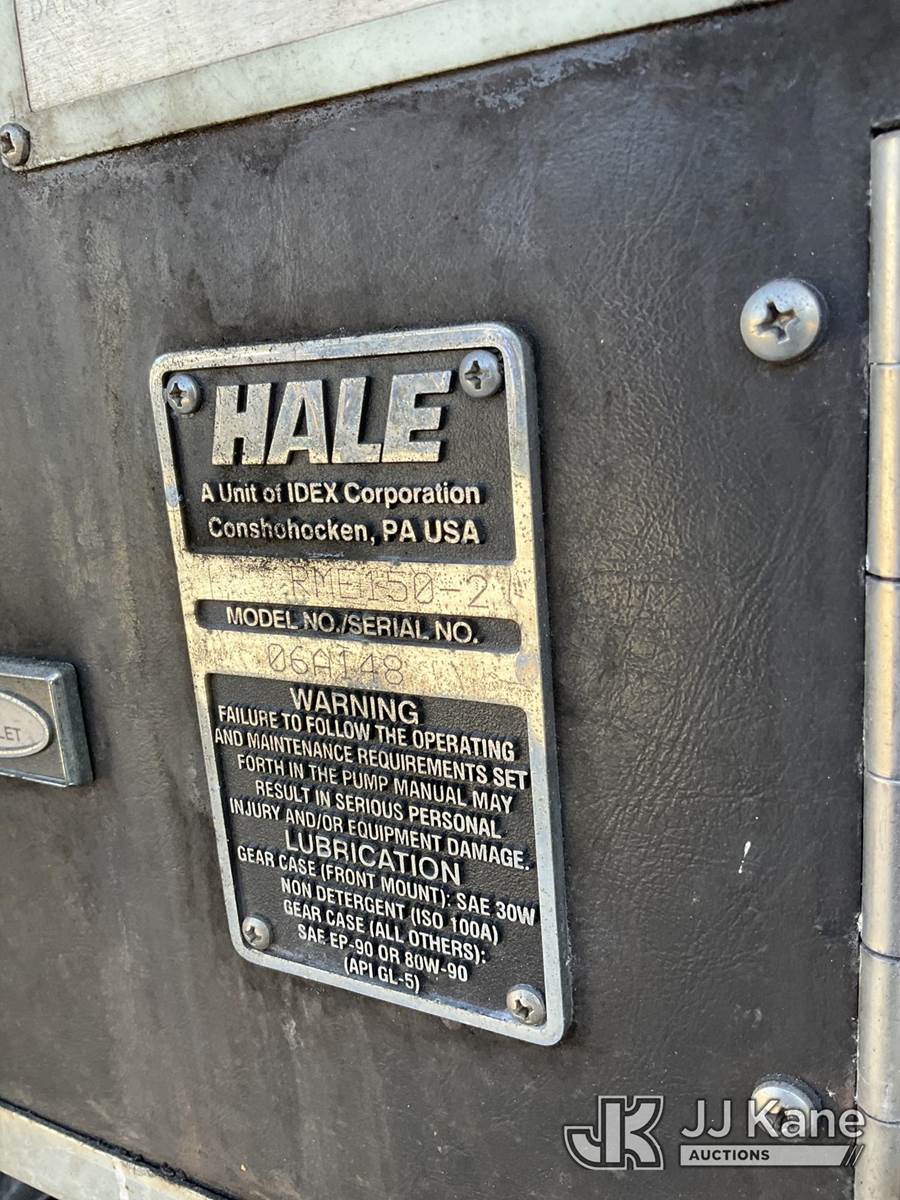 HALE
A Unit of IDEX Corporation
Conshohocken, PA USA
RME150-21
MODEL NO./SERIAL NO.
06A148
LET
WARNING
FAILURE TO FOLLOW THE OPERATING
AND MAINTENANCE REQUIREMENTS SET
FORTH IN THE PUMP MANUAL MAY
RESULT IN SERIOUS PERSONAL
INJURY AND/OR EQUIPMENT DAMAGE.
LUBRICATION
GEAR CASE (FRONT MOUNT): SAE 30W
NON DETERGENT (ISO 100A)
GEAR CASE (ALL OTHERS):
SAE EP-90 OR 80W-90
(API GL-5)
JK JJ Kane
AUCTIONS